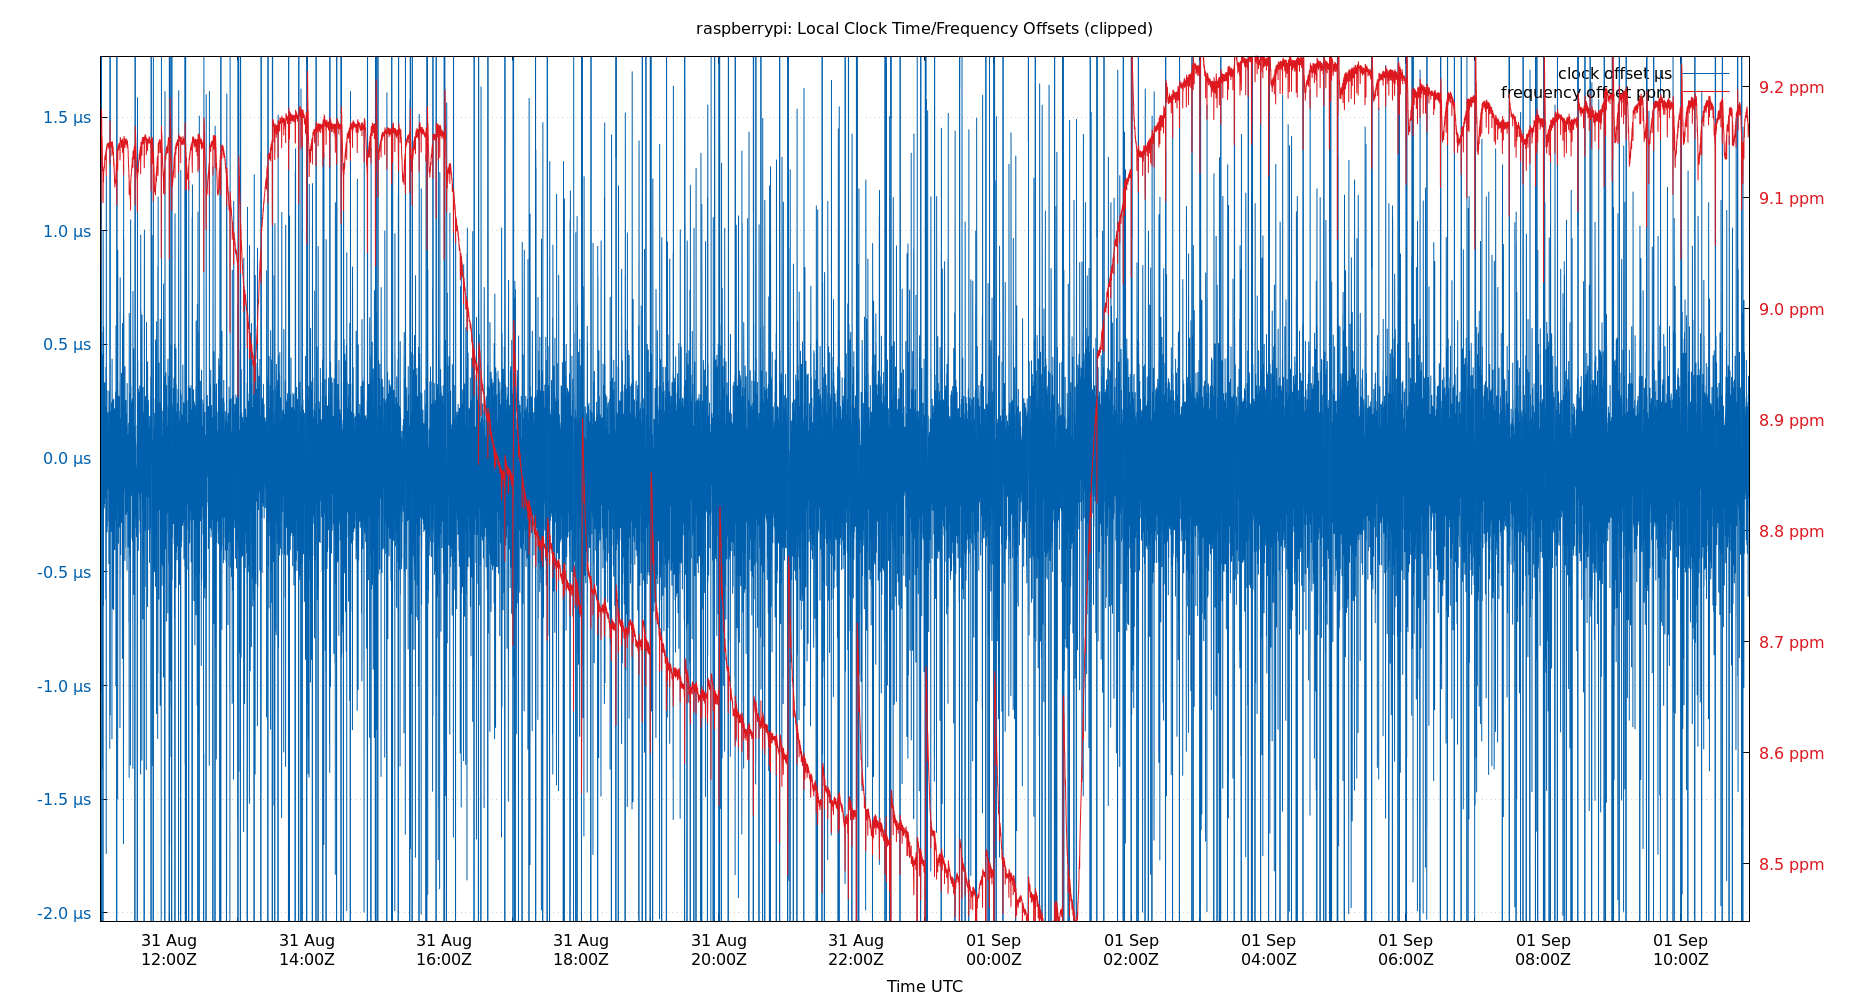 raspberrypi: Local Clock Time/Frequency Offsets (clipped)
clock offset µs
frequency offset ppm
1.5 µs
1.0 µs
0.5 µs
0.0 µs
-0.5 µs
-1.0 µs
-1.5 µs
-2.0 µs
9.2 ppm
9.1 ppm
9.0 ppm
8.9 ppm
8.8 ppm
8.7 ppm
8.6 ppm
8.5 ppm
31 Aug 31 Aug 31 Aug 31 Aug 31 Aug 31 Aug 01 Sep 01 Sep 01 Sep 01 Sep 01 Sep 01 Sep
12:00Z 14:00Z 16:00Z 18:00Z 20:00Z 22:00Z 00:00Z 02:00Z 04:00Z 06:00Z 08:00Z 10:00Z
Time UTC